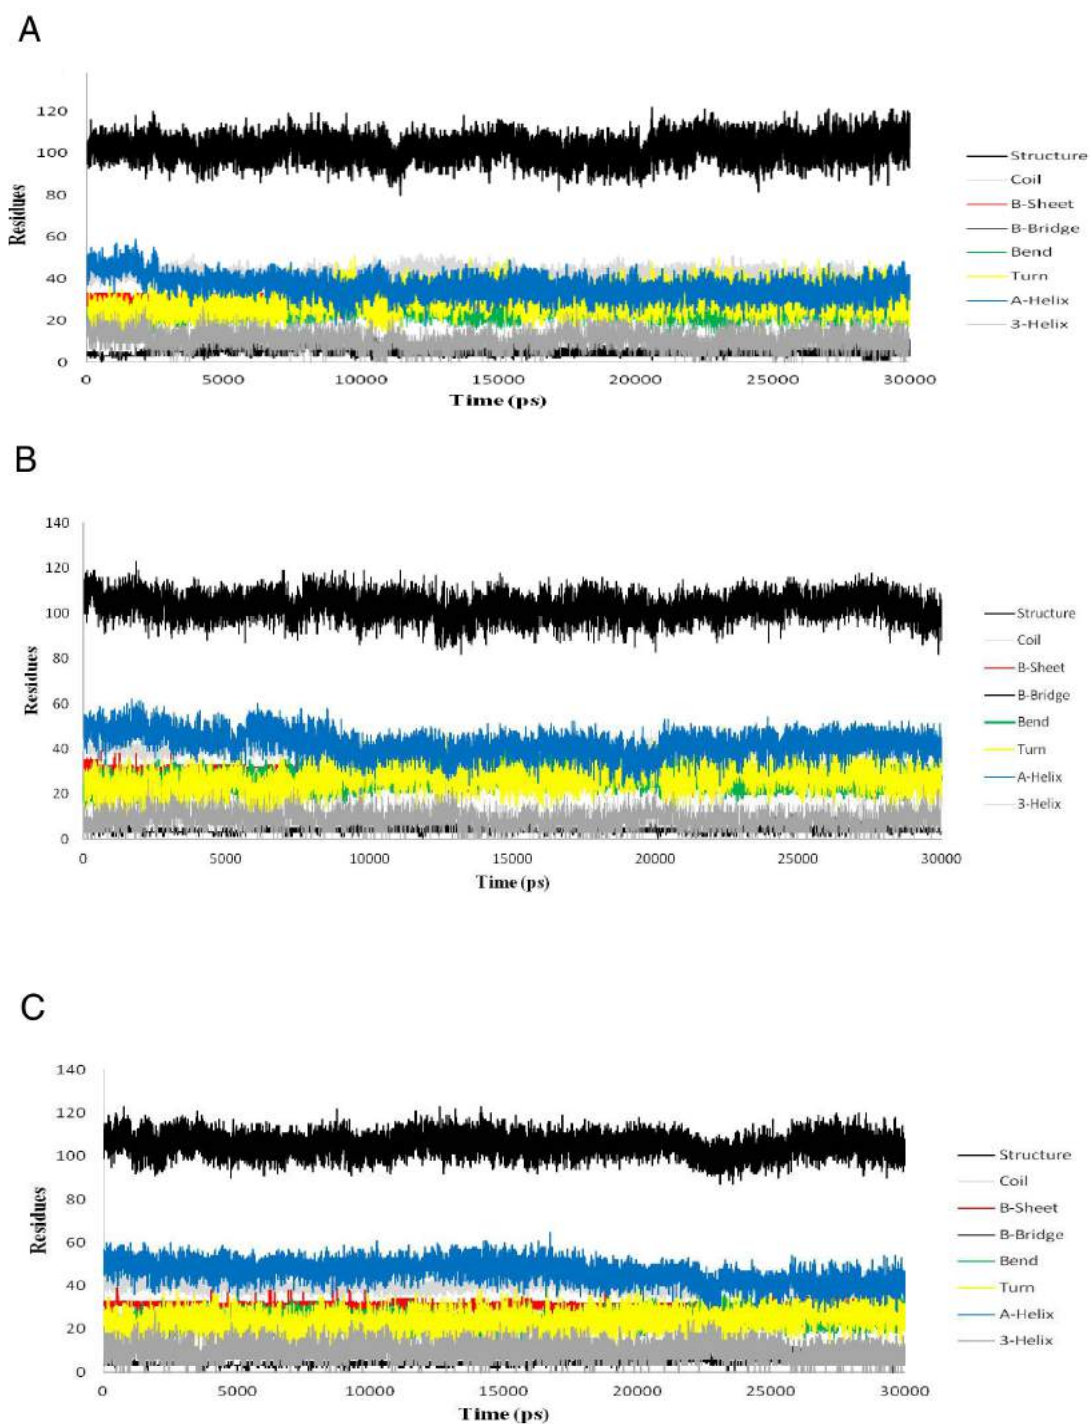 A
120
100
80
60
40
20
0
Residues
0 5000 10000 15000 20000 25000 30000
Time (ps)
Structure
Coil
B-Sheet
B-Bridge
Bend
Turn
A-Helix
3-Helix
B
140
120
100
80
60
40
20
0
Residues
0 5000 10000 15000 20000 25000 30000
Time (ps)
Structure
Coil
B-Sheet
B-Bridge
Bend
Turn
A-Helix
3-Helix
C
140
120
100
80
60
40
20
0
Residues
0 5000 10000 15000 20000 25000 30000
Time (ps)
Structure
Coil
B-Sheet
B-Bridge
Bend
Turn
A-Helix
3-Helix